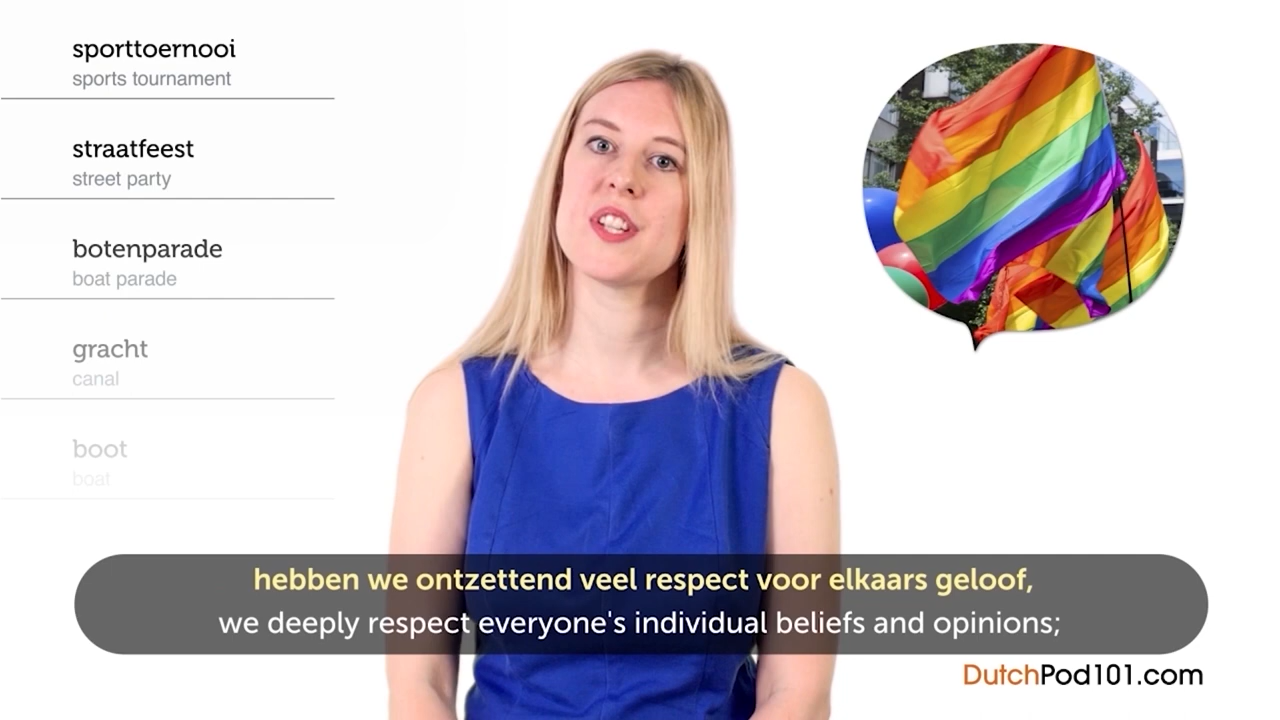 sporttoernooi
sports tournament
straatfeest
street party
botenparade
boat parade
gracht
canal
boot
boat
hebben we ontzettend veel respect voor elkaars geloof,
we deeply respect everyone's individual beliefs and opinions;
DutchPod101.com